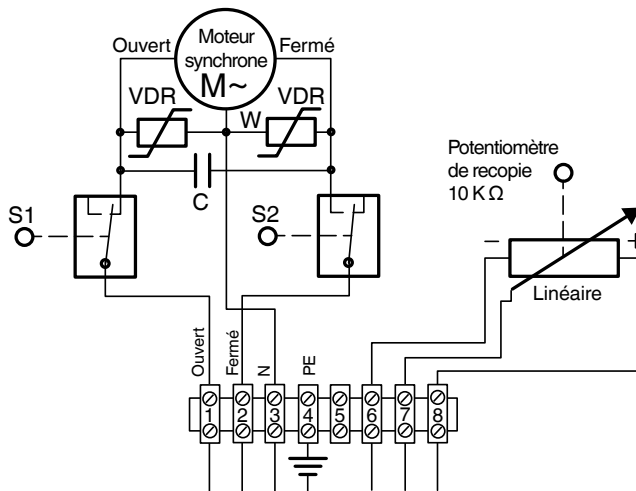 Ouvert
Moteur
synchrone
M~
Fermé
VDR
VDR
W
C
S1
S2
Potentiomètre
de recopie
10 K Ω
- +
Linéaire
Ouvert
Fermé
N
PE
1 2 3 4 5 6 7 8